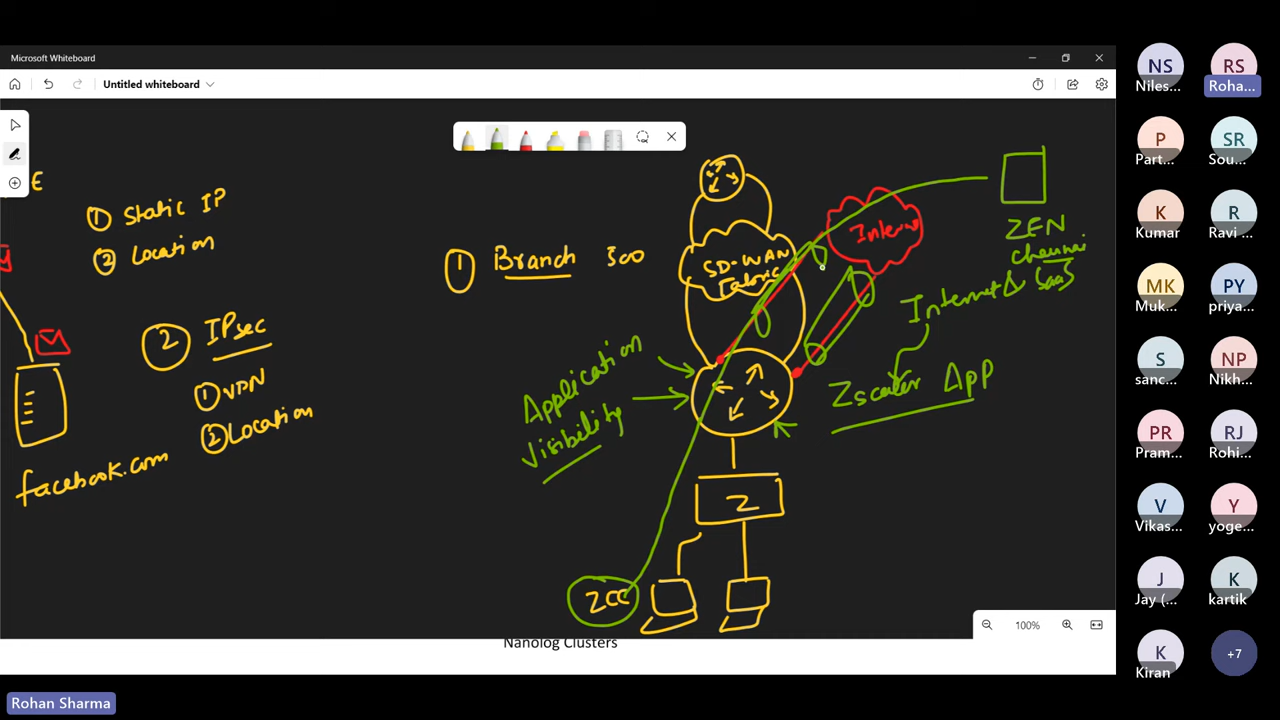 Microsoft Whiteboard
Untitled whiteboard
E
① Static IP
② Location
② IPsec
① VPN
② Location
facebook.com
① Branch 500
SD-WAN
Fabric
Internet
ZEN
chennai
Internet & SaaS
Zscaler App
Application
Visibility
2
ZCC
100%
Nanolog Clusters
NS
Niles...
RS
Roha...
P
Part...
SR
Sou...
K
Kumar
R
Ravi ...
MK
Muk...
PY
priya...
S
sanc...
NP
Nikh...
PR
Pram...
RJ
Rohi...
V
Vikas...
Y
yoge...
J
Jay (...
K
kartik
K
Kiran
+7
Rohan Sharma